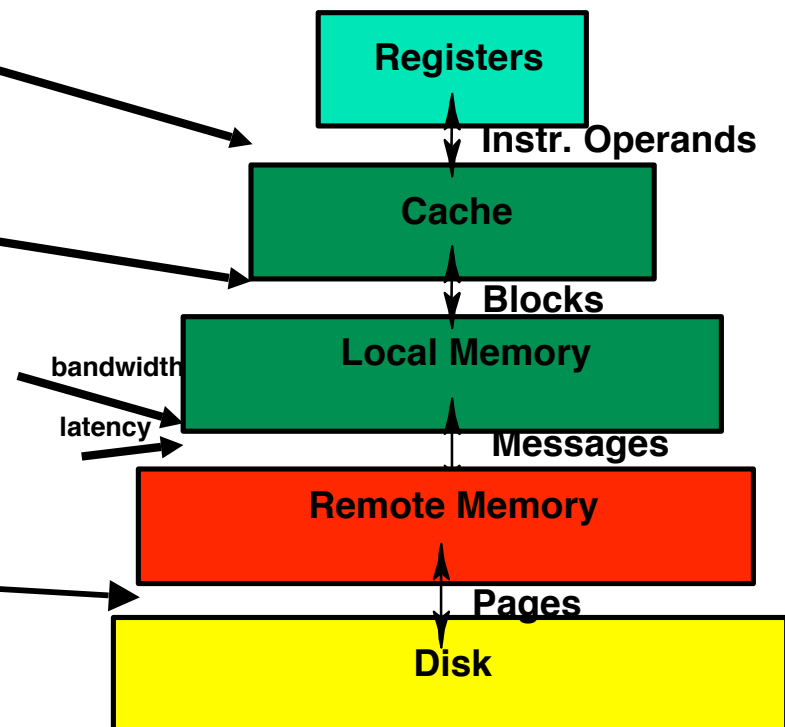 Registers
Instr. Operands
Cache
Blocks
Local Memory
bandwidth
latency
Messages
Remote Memory
Pages
Disk